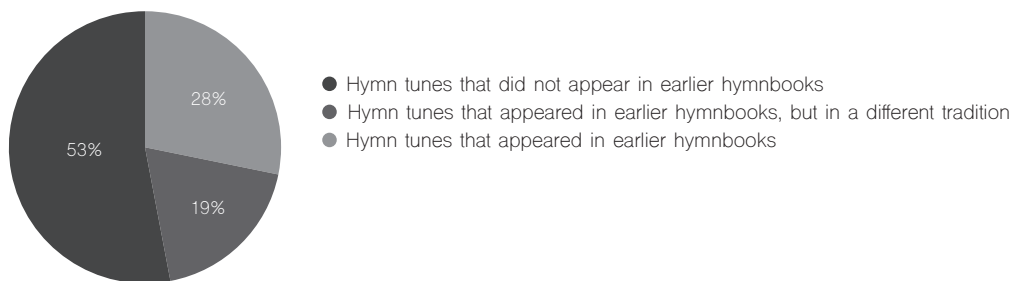 Hymn tunes that did not appear in earlier hymnbooks
28%
Hymn tunes that appeared in earlier hymnbooks, but in a different tradition
Hymn tunes that appeared in earlier hymnbooks
53%
19%